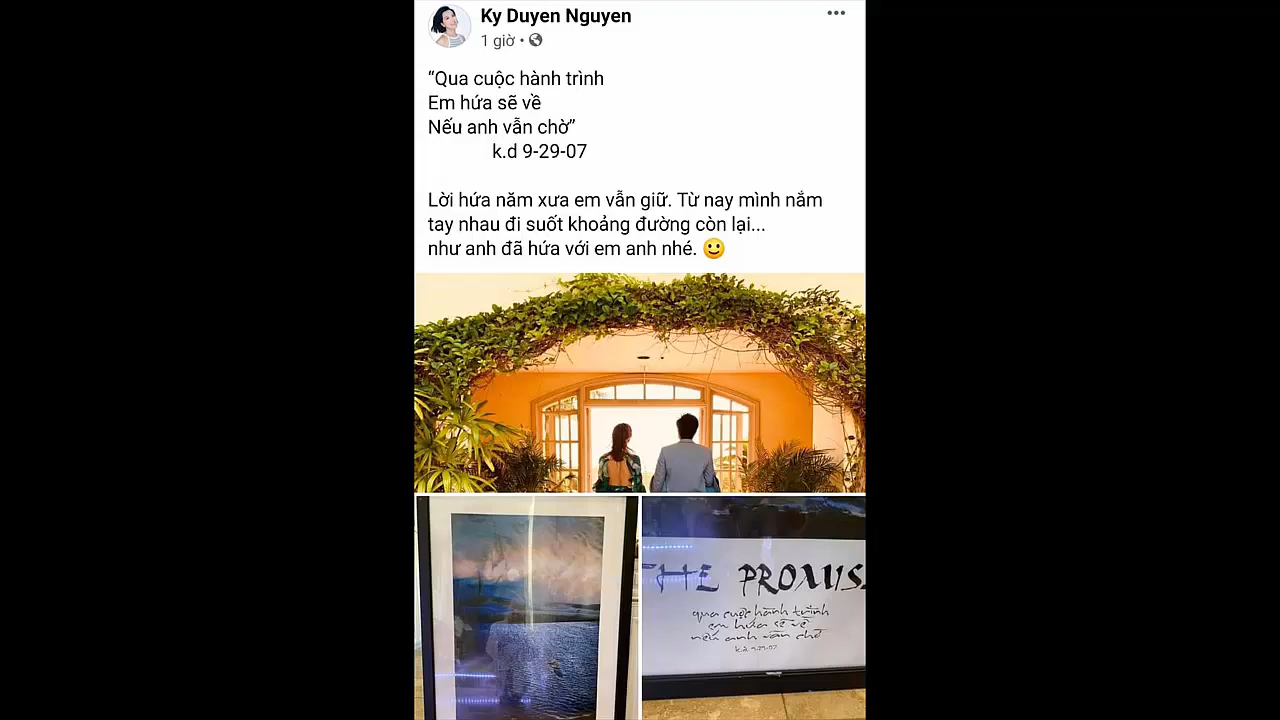 Ky Duyen Nguyen
1 giờ
“Qua cuộc hành trình
Em hứa sẽ về
Nếu anh vẫn chờ”
k.d 9-29-07
Lời hứa năm xưa em vẫn giữ. Từ nay mình nắm
tay nhau đi suốt khoảng đường còn lại...
như anh đã hứa với em anh nhé. 🙂
THE PROMIS
qua cuộc hành trình
em hứa sẽ về
nếu anh vẫn chờ
k.d. 9-29-07